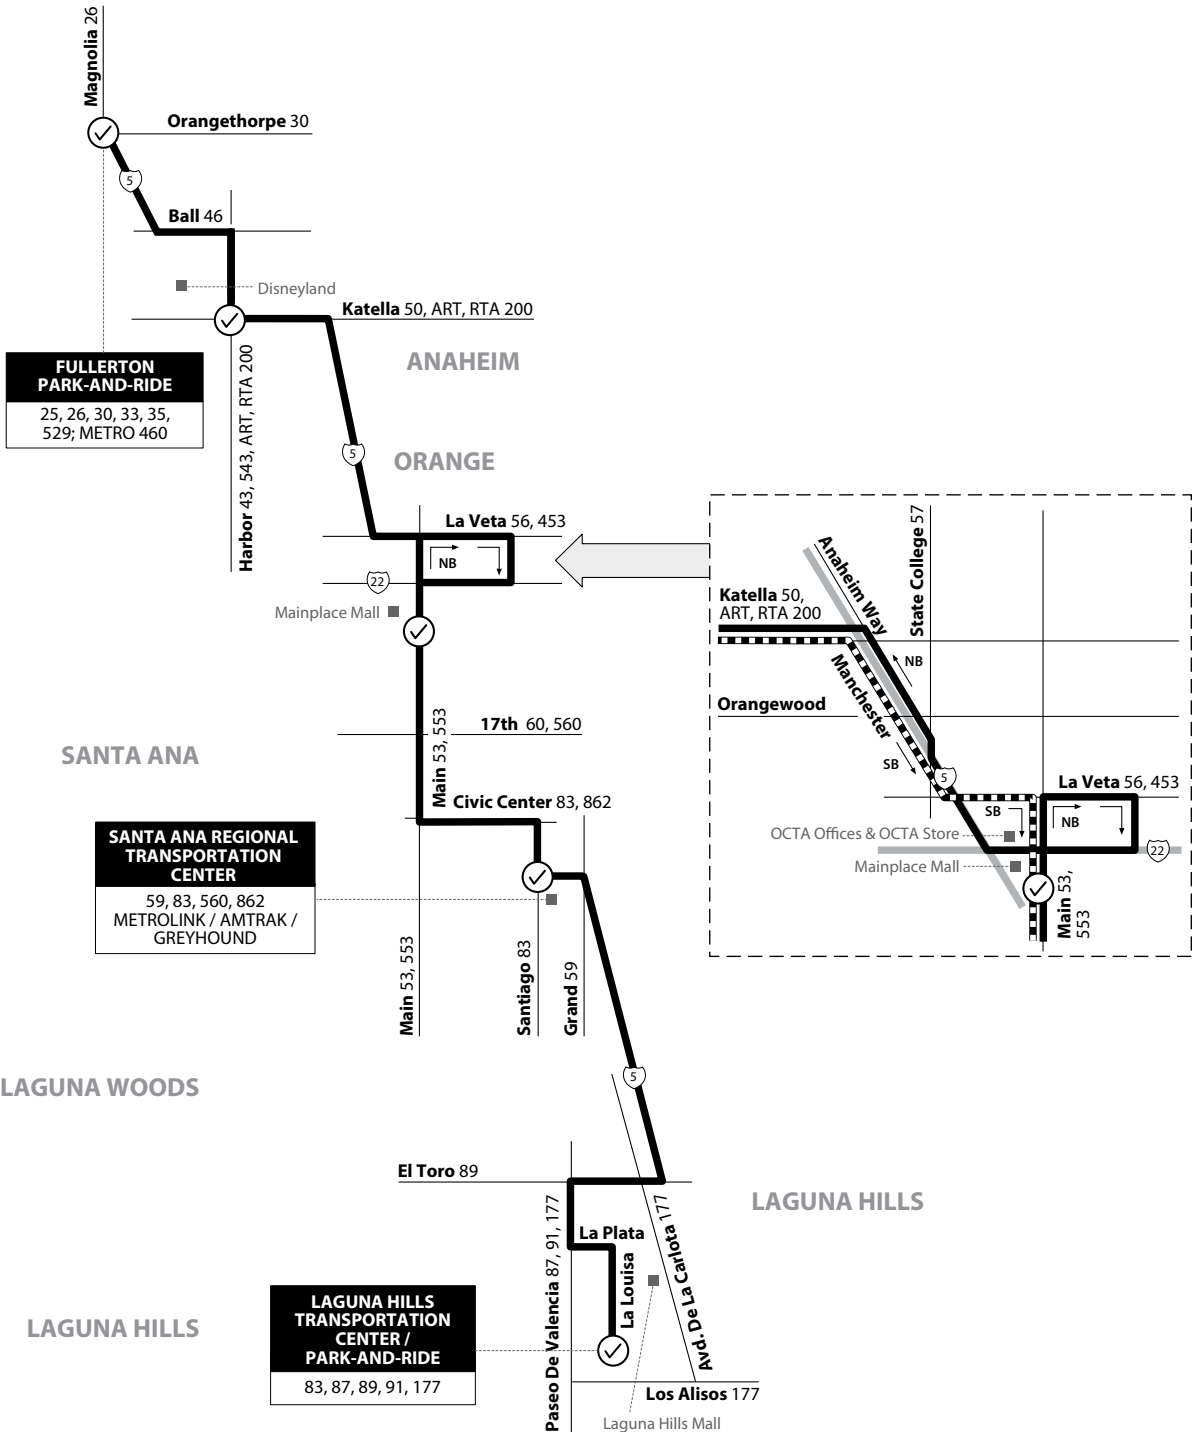 Magnolia 26
Orangethorpe 30
5
Ball 46
Disneyland
Katella 50, ART, RTA 200
ANAHEIM
FULLERTON
PARK-AND-RIDE
25, 26, 30, 33, 35,
529; METRO 460
Harbor 43, 543, ART, RTA 200
5
ORANGE
La Veta 56, 453
NB
22
Mainplace Mall
17th 60, 560
Main 53, 553
SANTA ANA
Civic Center 83, 862
SANTA ANA REGIONAL
TRANSPORTATION
CENTER
59, 83, 560, 862
METROLINK / AMTRAK /
GREYHOUND
Main 53, 553
Santiago 83
Grand 59
Anaheim Way
State College 57
Katella 50,
ART, RTA 200
NB
Manchester
Orangewood
SB
5
La Veta 56, 453
SB
NB
OCTA Offices & OCTA Store
22
Mainplace Mall
Main 53,
553
LAGUNA WOODS
5
El Toro 89
LAGUNA HILLS
Paseo De Valencia 87, 91, 177
La Plata
La Louisa
Avd. De La Carlota 177
LAGUNA HILLS
LAGUNA HILLS
TRANSPORTATION
CENTER /
PARK-AND-RIDE
83, 87, 89, 91, 177
Los Alisos 177
Laguna Hills Mall